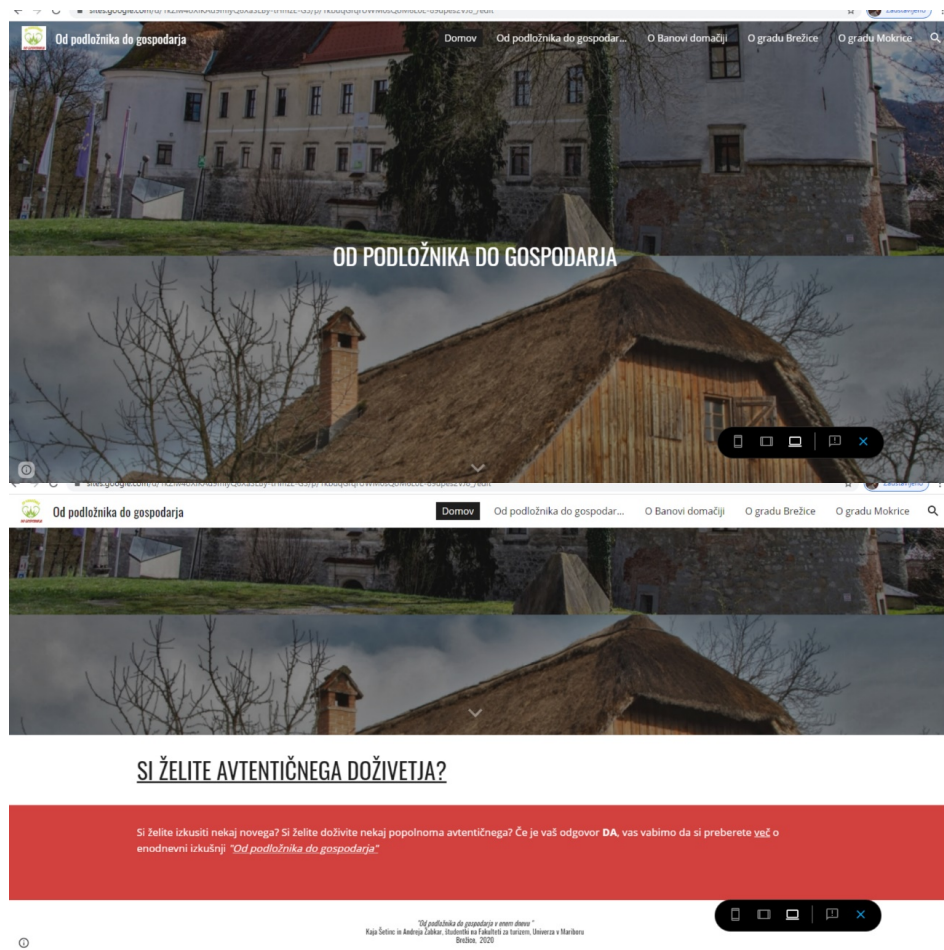 Od podložnika do gospodarja
Domov
Od podložnika do gospodar...
O Banovi domačiji
O gradu Brežice
O gradu Mokrice
OD PODLOŽNIKA DO GOSPODARJA
Od podložnika do gospodarja
Domov
Od podložnika do gospodar...
O Banovi domačiji
O gradu Brežice
O gradu Mokrice
SI ŽELITE AVTENTIČNEGA DOŽIVETJA?
Si želite izkusiti nekaj novega? Si želite doživite nekaj popolnoma avtentičnega? Če je vaš odgovor DA, vas vabimo da si preberete več o
enodnevni izkušnji "Od podložnika do gospodarja"
"Od podložnika do gospodarja v enem dnevu "
Kaja Šetinc in Andreja Žabkar, študentki na Fakulteti za turizem, Univerza v Mariboru
Brežice, 2020